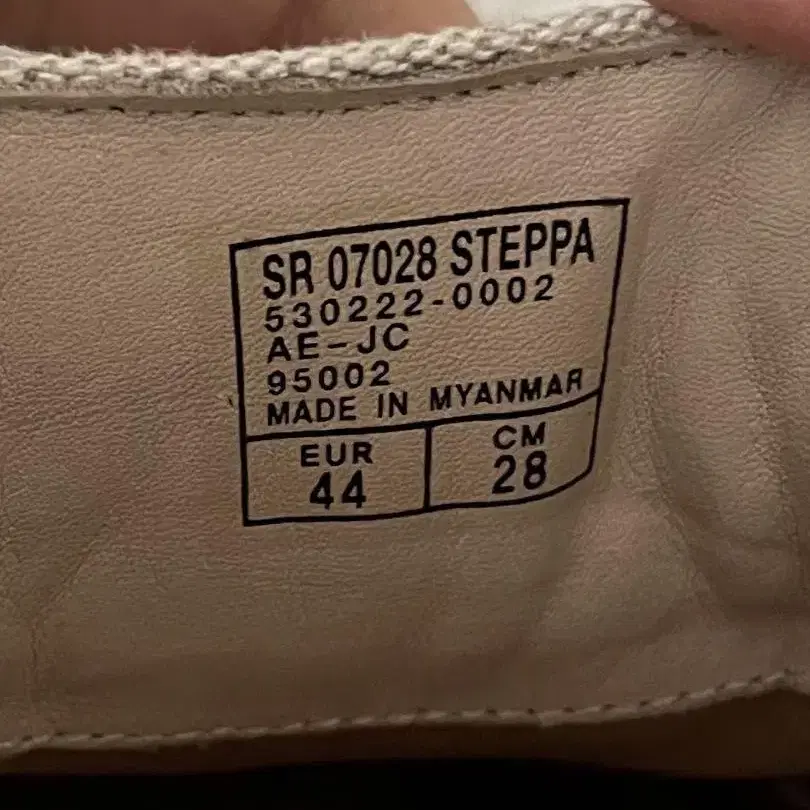 SR 07028 STEPPA
530222-0002
AE-JC
95002
MADE IN MYANMAR
EUR CM
44 28